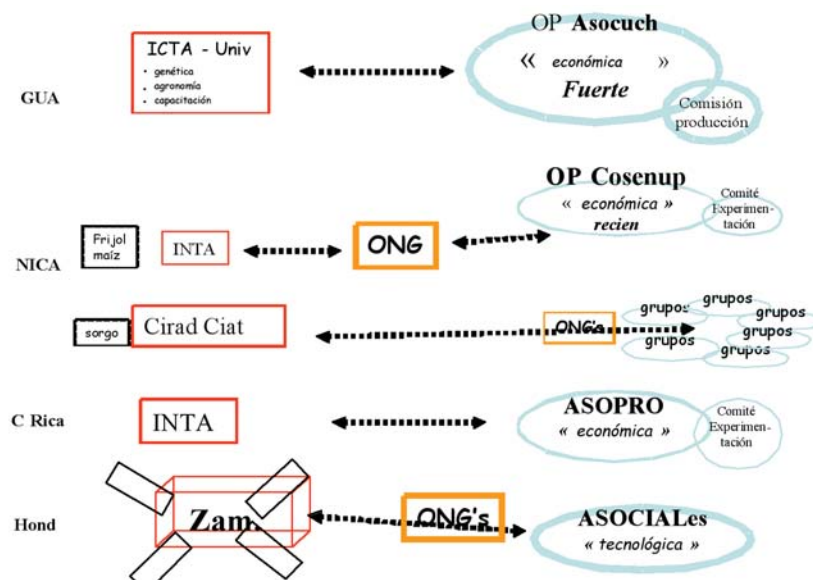 ICTA - Univ
• genética
• agronomía
• capacitación
OP Asocuch
« económica »
Fuerte
Comisión
producción
GUA
OP Cosenup
« económica »
recien
Comité
Experimen-
tación
Frijol
maíz
INTA
ONG
NICA
sorgo
Cirad Ciat
ONG's
grupos
grupos
grupos
grupos
grupos
grupos
C Rica
INTA
ASOPRO
« económica »
Comité
Experimen-
tación
Hond
Zam
ONG's
ASOCIALes
« tecnológica »